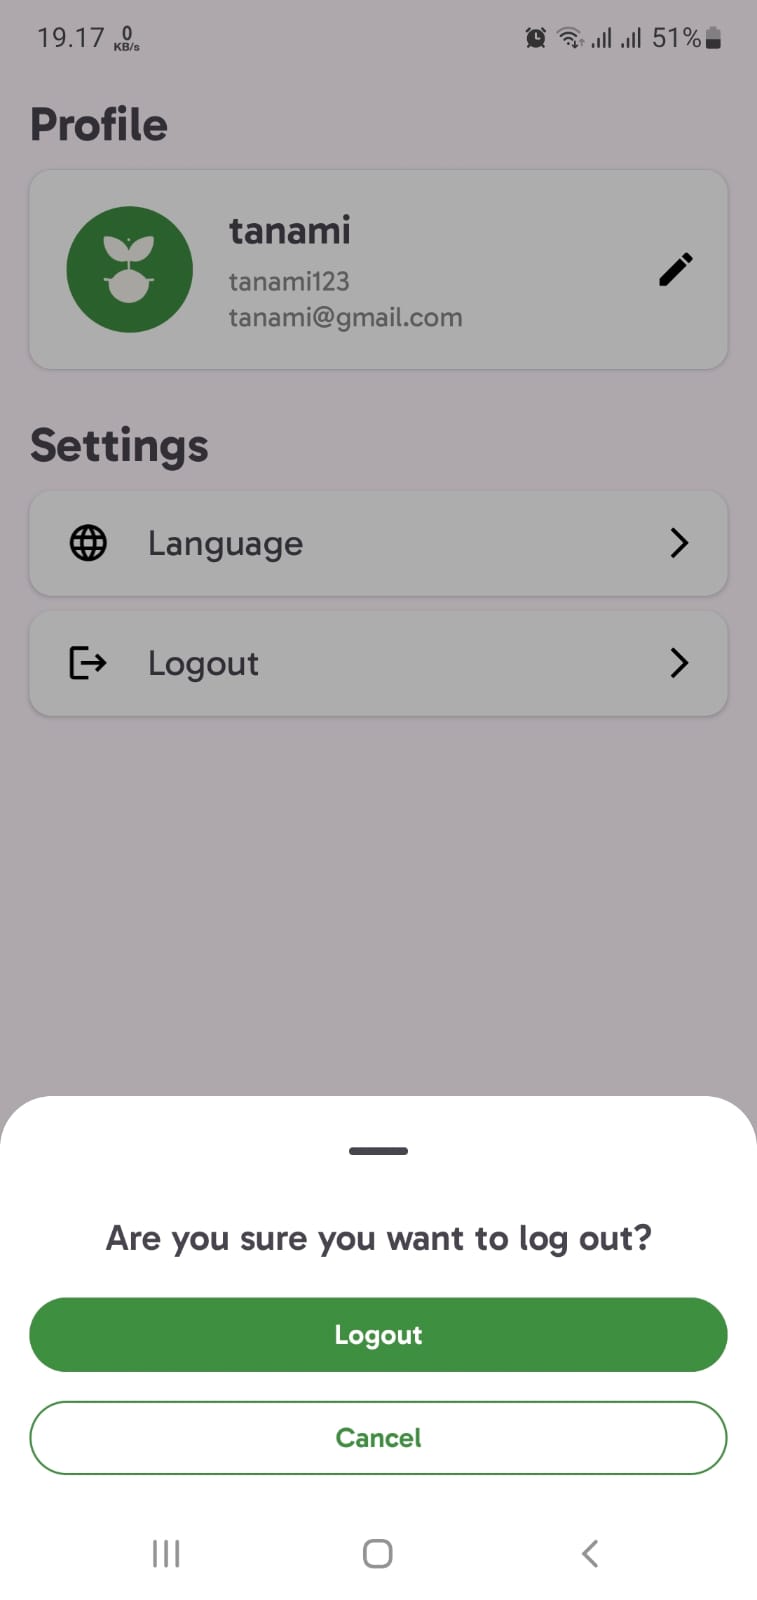 19.17 0 KB/s 51%
Profile
tanami
tanami123
tanami@gmail.com
Settings
Language
Logout
Are you sure you want to log out?
Logout
Cancel